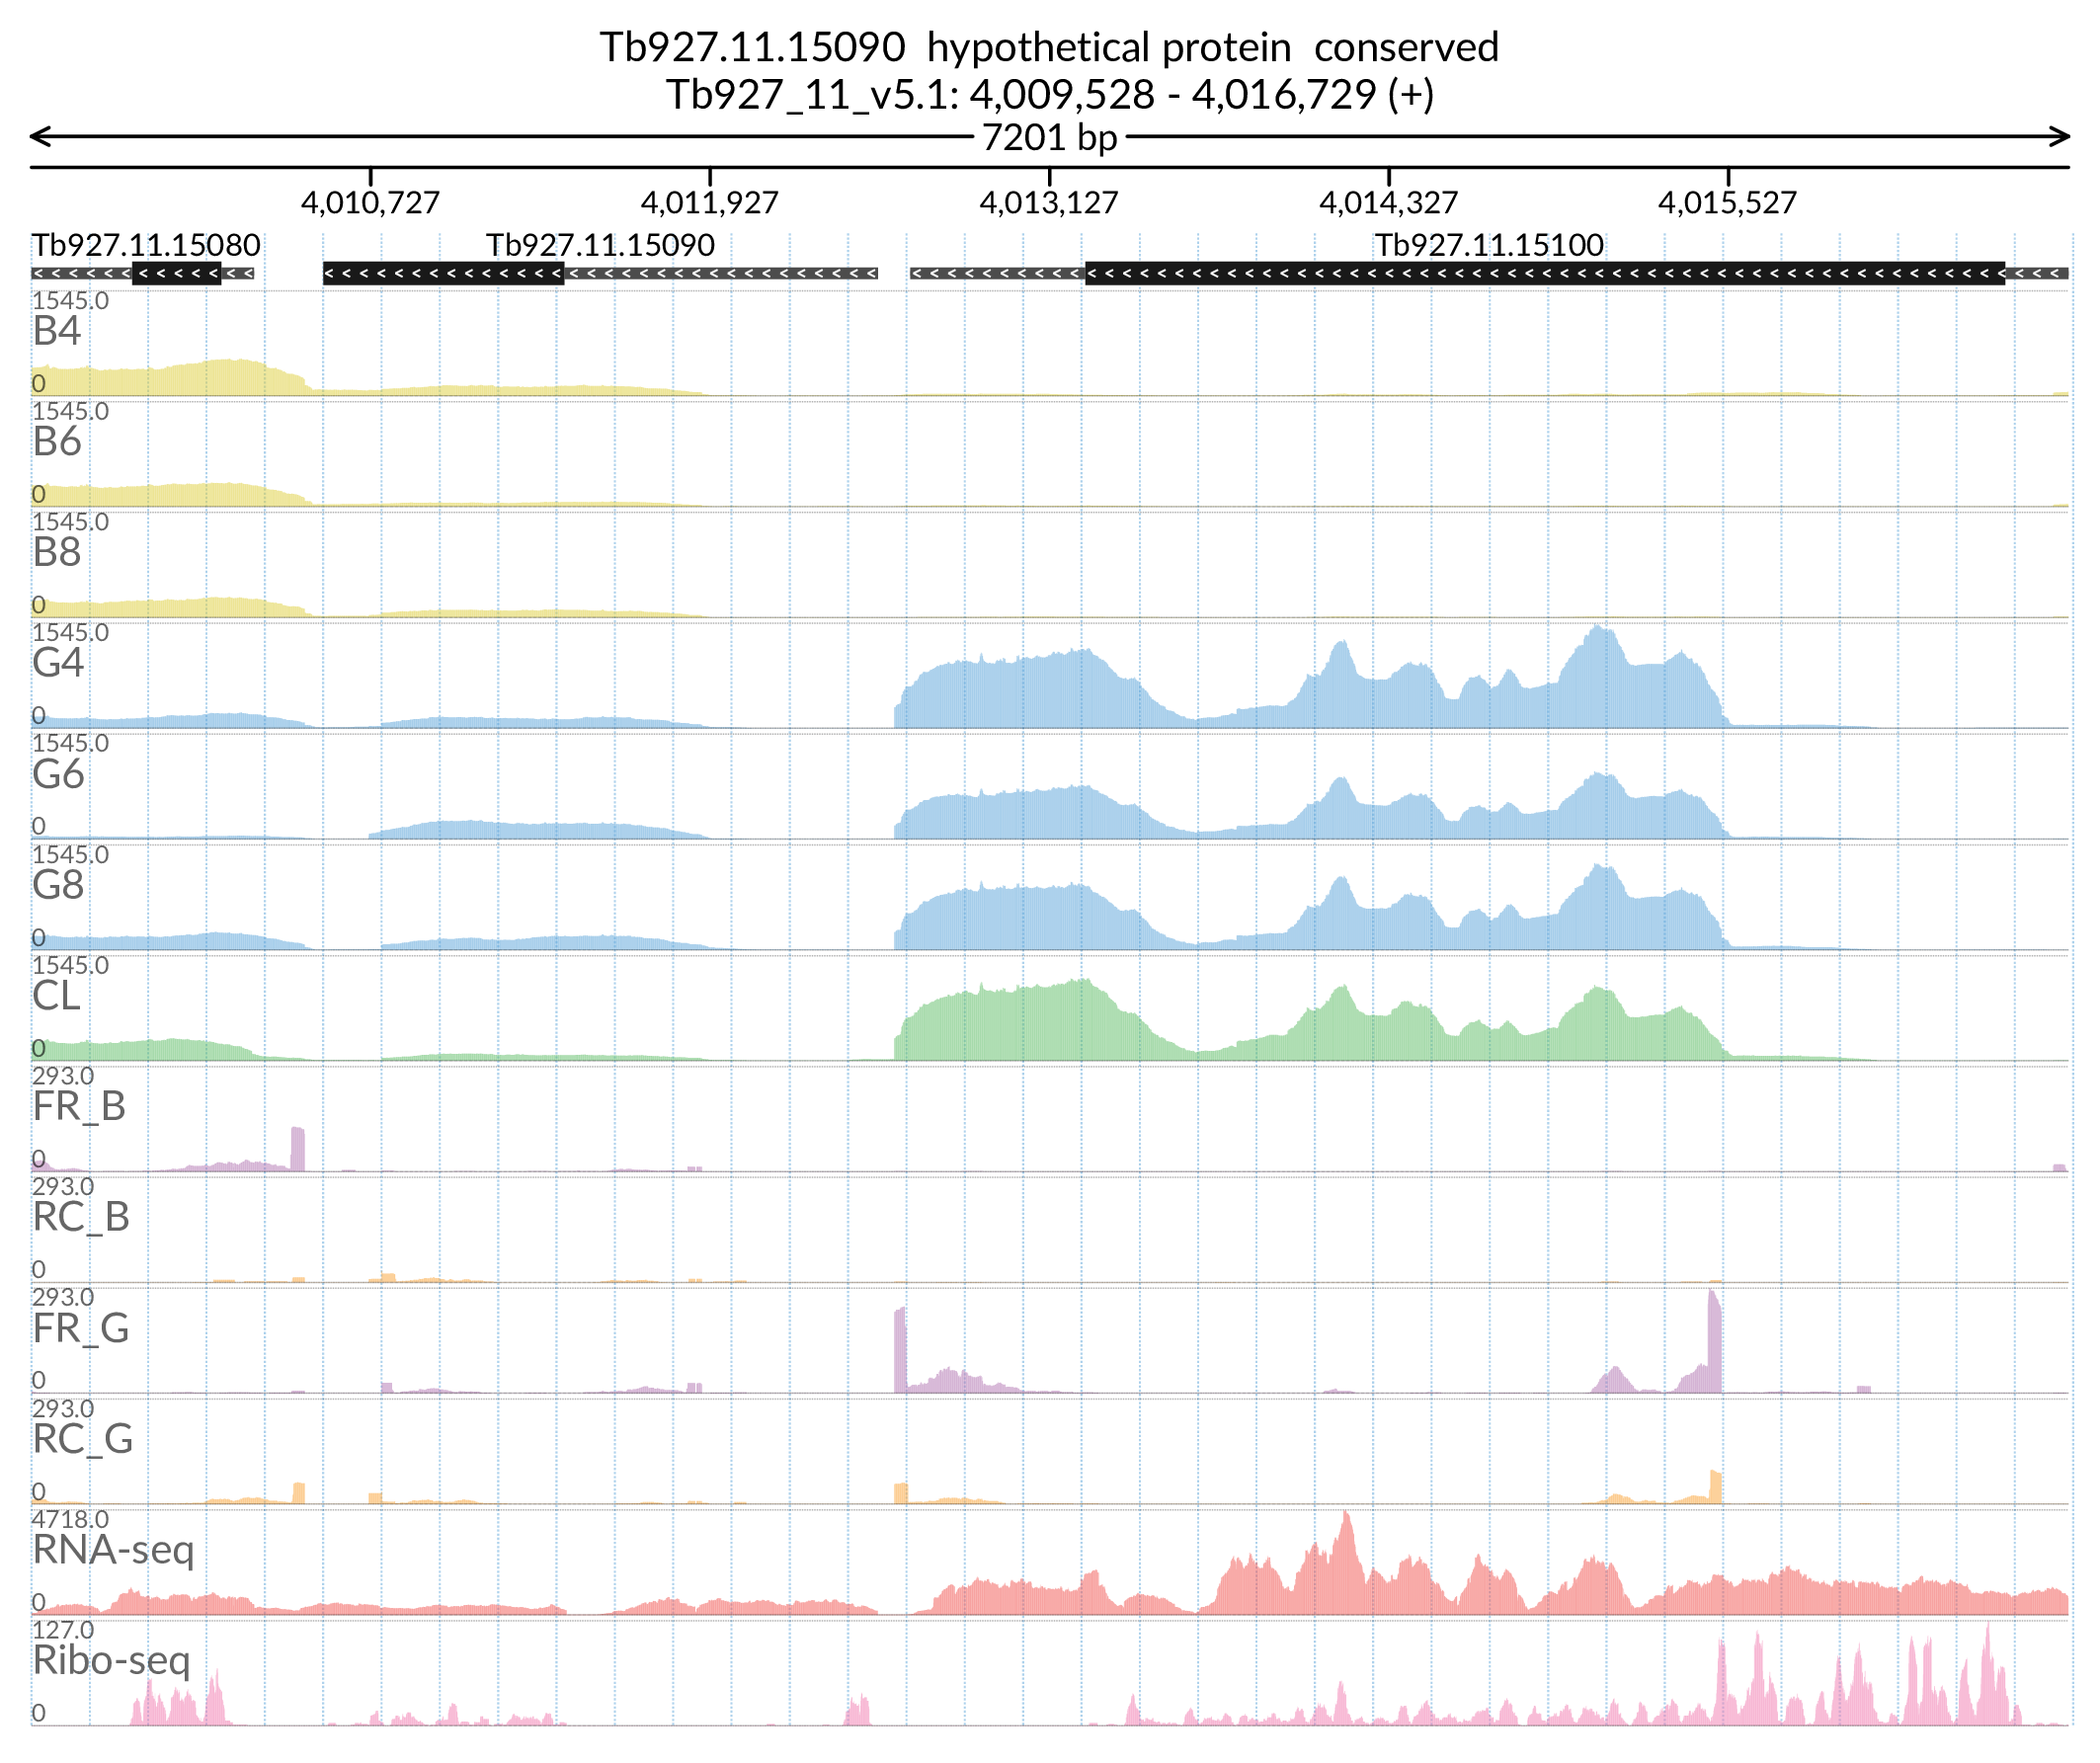 Tb927.11.15090 hypothetical protein conserved
Tb927_11_v5.1: 4,009,528 - 4,016,729 (+)
7201 bp
4,010,727 4,011,927 4,013,127 4,014,327 4,015,527
Tb927.11.15080 Tb927.11.15090 Tb927.11.15100
1545.0
B4
0
1545.0
B6
0
1545.0
B8
0
1545.0
G4
0
1545.0
G6
0
1545.0
G8
0
1545.0
CL
0
293.0
FR_B
0
293.0
RC_B
0
293.0
FR_G
0
293.0
RC_G
0
4718.0
RNA-seq
0
127.0
Ribo-seq
0